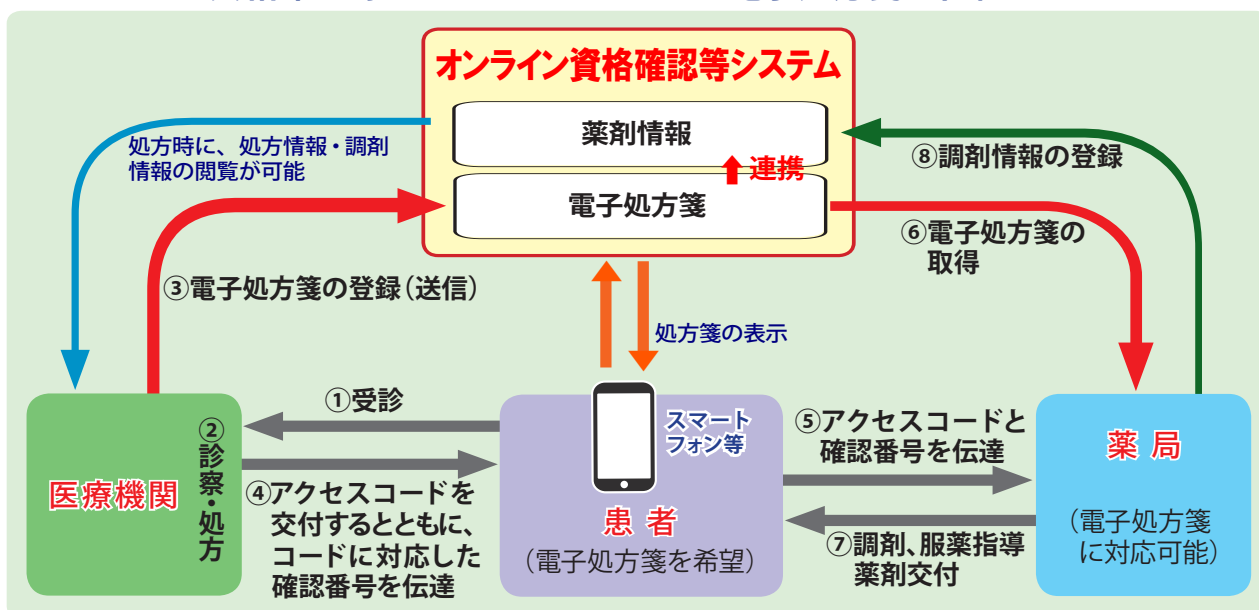 オンライン資格確認等システム
薬剤情報
連携
電子処方箋
処方時に、処方情報・調剤
情報の閲覧が可能
⑧調剤情報の登録
③電子処方箋の登録（送信）
⑥電子処方箋の
取得
処方箋の表示
①受診
②診察・処方
医療機関
④アクセスコードを
交付するとともに、
コードに対応した
確認番号を伝達
スマート
フォン等
患者
（電子処方箋を希望）
⑤アクセスコードと
確認番号を伝達
⑦調剤、服薬指導
薬剤交付
薬局
（電子処方箋
に対応可能）